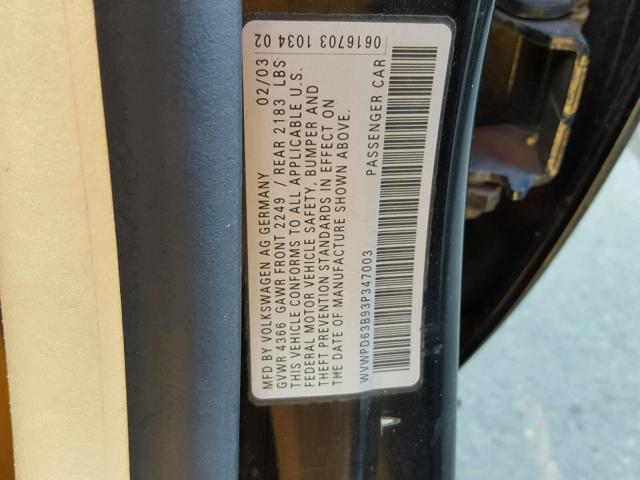 MFD BY VOLKSWAGEN AG GERMANY 02/03
GVWR 4366 GAWR FRONT 2249 / REAR 2183 LBS
THIS VEHICLE CONFORMS TO ALL APPLICABLE U.S.
FEDERAL MOTOR VEHICLE SAFETY, BUMPER AND
THEFT PREVENTION STANDARDS IN EFFECT ON
THE DATE OF MANUFACTURE SHOWN ABOVE.
WVWPD63B93P347003 PASSENGER CAR
0616703 1034 02